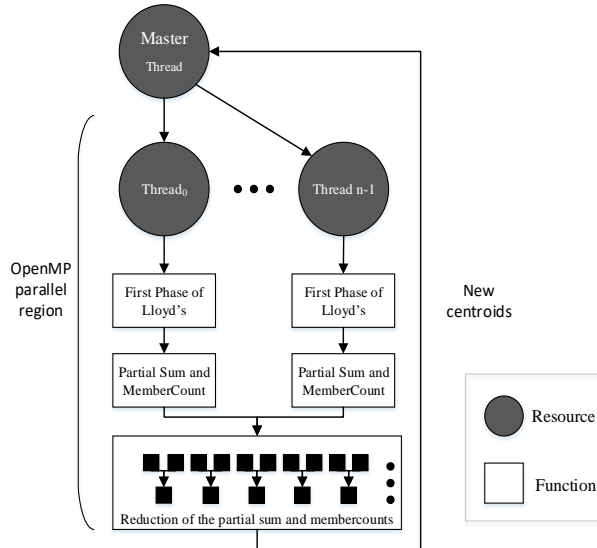 Master
Thread
Thread0
Thread n-1
OpenMP
parallel
region
First Phase of
Lloyd's
First Phase of
Lloyd's
New
centroids
Partial Sum and
MemberCount
Partial Sum and
MemberCount
Resource
Function
Reduction of the partial sum and membercounts